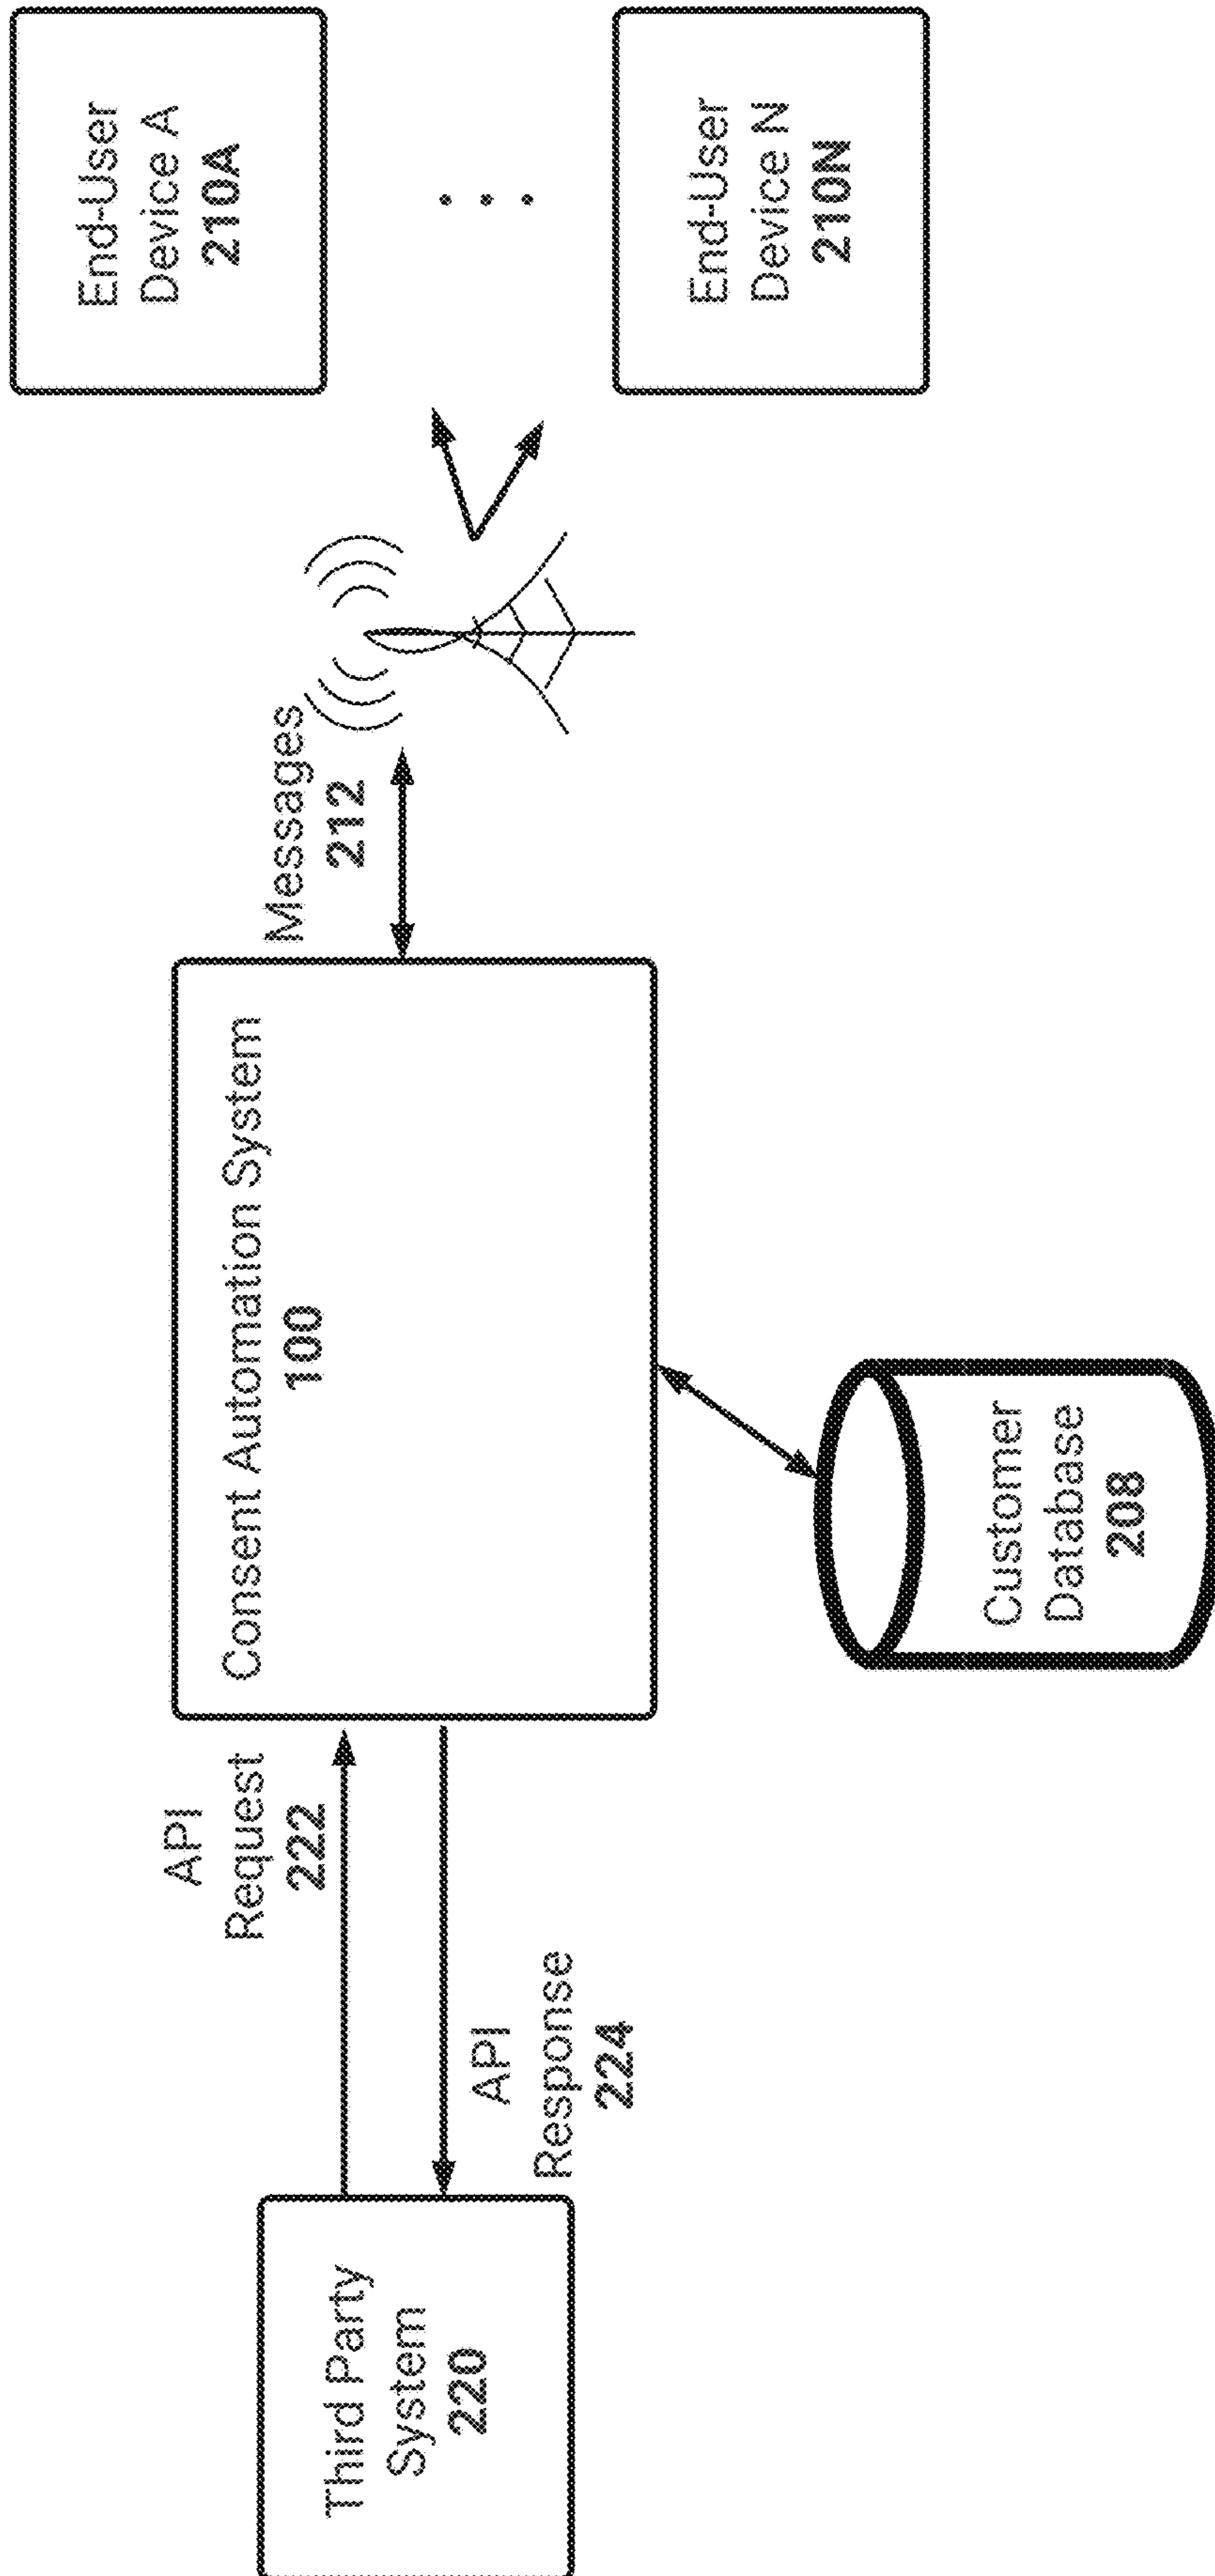 Third Party
System
220
API
Request
222
API
Response
224
Consent Automation System
100
Customer
Database
208
Messages
212
End-User
Device A
210A
End-User
Device N
210N